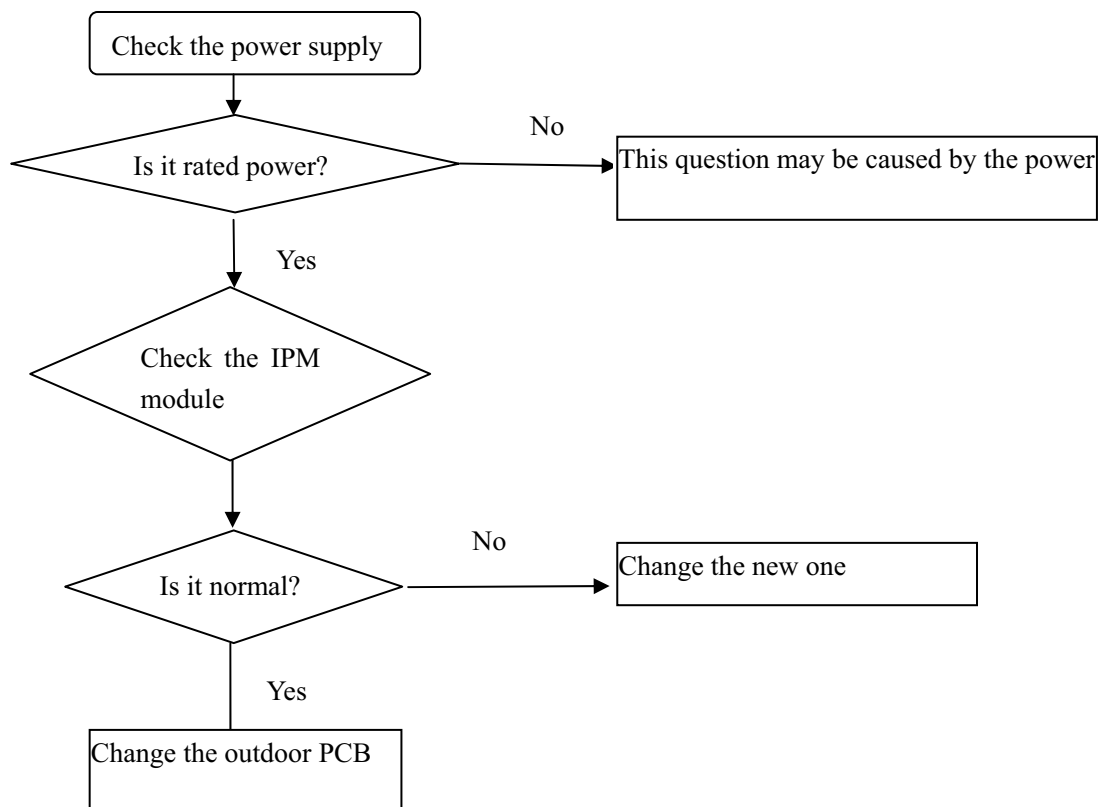 Check the power supply
No
Is it rated power?
This question may be caused by the power
Yes
Check the IPM
module
No
Is it normal?
Change the new one
Yes
Change the outdoor PCB